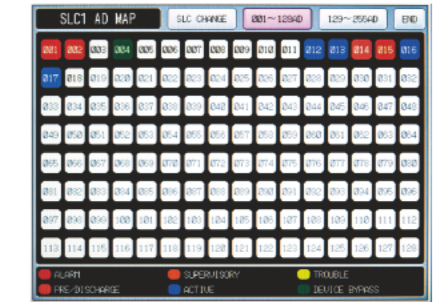 SLC1 AD MAP SLC CHANGE 001~128AD 129~255AD END
001 002 003 004 005 006 007 008 009 010 011 012 013 014 015 016
017 018 019 020 021 022 023 024 025 026 027 028 029 030 031 032
033 034 035 036 037 038 039 040 041 042 043 044 045 046 047 048
049 050 051 052 053 054 055 056 057 058 059 060 061 062 063 064
065 066 067 068 069 070 071 072 073 074 075 076 077 078 079 080
081 082 083 084 085 086 087 088 089 090 091 092 093 094 095 096
097 098 099 100 101 102 103 104 105 106 107 108 109 110 111 112
113 114 115 116 117 118 119 120 121 122 123 124 125 126 127 128
ALARM SUPERVISORY TROUBLE
PRE/DISCHARGE ACTIVE DEVICE BYPASS